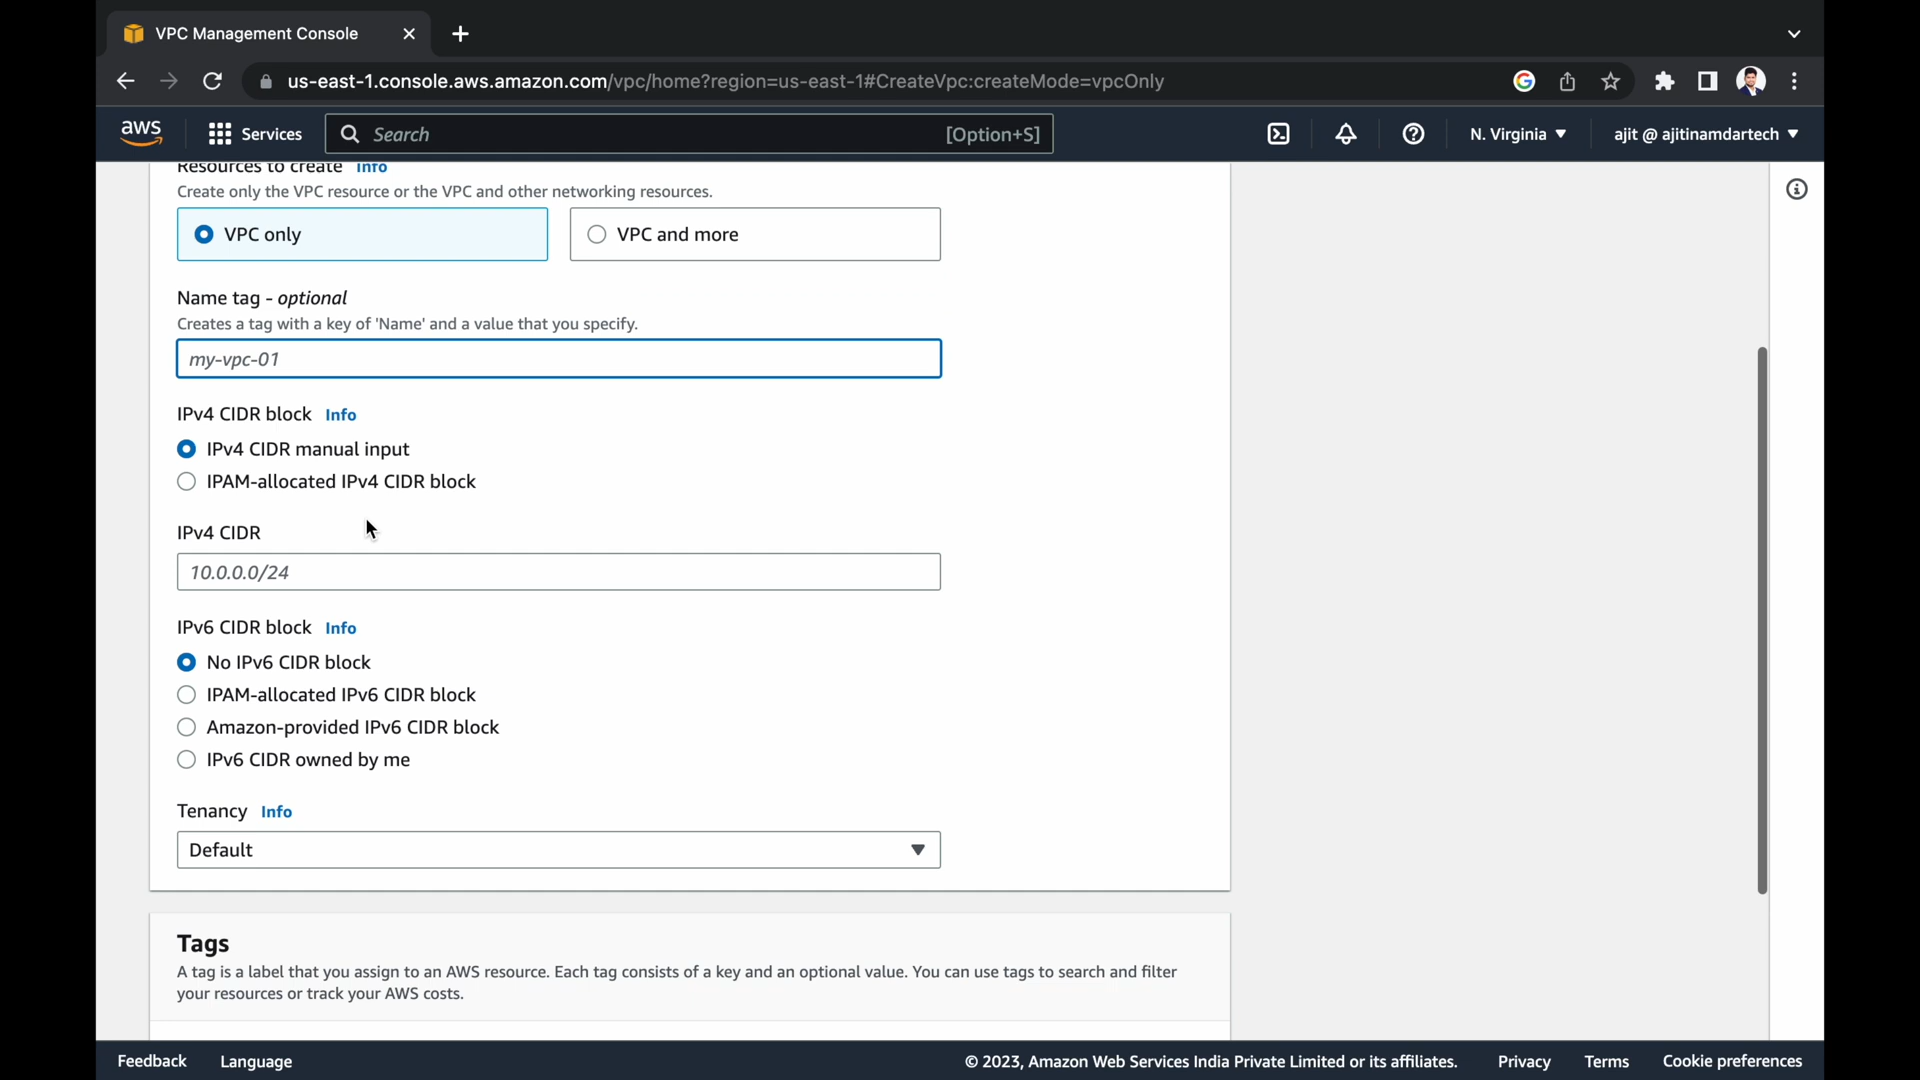 VPC Management Console
us-east-1.console.aws.amazon.com/vpc/home?region=us-east-1#CreateVpc:createMode=vpcOnly
aws
Services
Search
[Option+S]
N. Virginia
ajit @ ajitinamdartech
Resources to create Info
Create only the VPC resource or the VPC and other networking resources.
VPC only
VPC and more
Name tag - optional
Creates a tag with a key of 'Name' and a value that you specify.
my-vpc-01
IPv4 CIDR block Info
IPv4 CIDR manual input
IPAM-allocated IPv4 CIDR block
IPv4 CIDR
10.0.0.0/24
IPv6 CIDR block Info
No IPv6 CIDR block
IPAM-allocated IPv6 CIDR block
Amazon-provided IPv6 CIDR block
IPv6 CIDR owned by me
Tenancy Info
Default
Tags
A tag is a label that you assign to an AWS resource. Each tag consists of a key and an optional value. You can use tags to search and filter
your resources or track your AWS costs.
Feedback Language © 2023, Amazon Web Services India Private Limited or its affiliates. Privacy Terms Cookie preferences